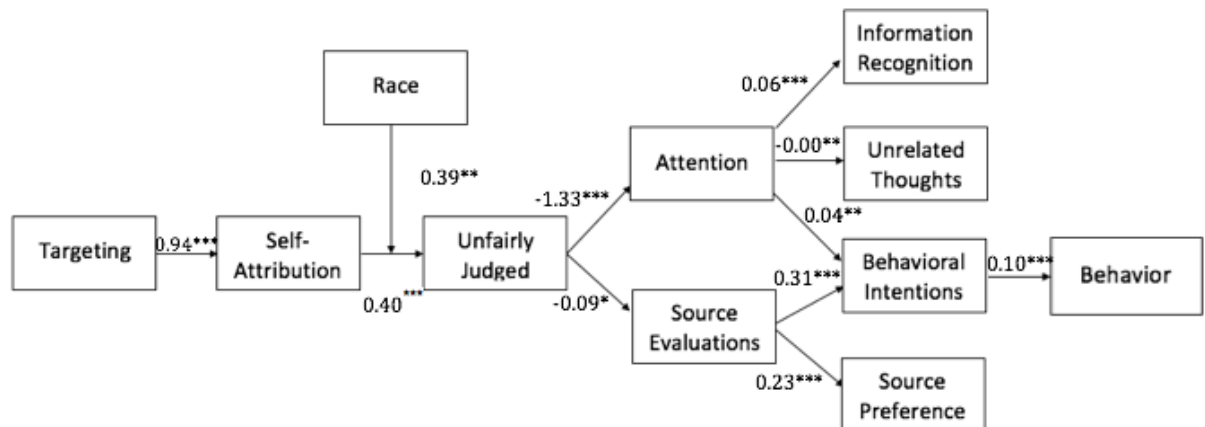 Information
Recognition
Race
0.06***
Attention
-0.00**
Unrelated
Thoughts
0.39**
-1.33***
0.04**
Targeting
0.94***
Self-
Attribution
Unfairly
Judged
Behavioral
Intentions
0.10***
Behavior
0.40***
-0.09*
0.31***
Source
Evaluations
0.23***
Source
Preference